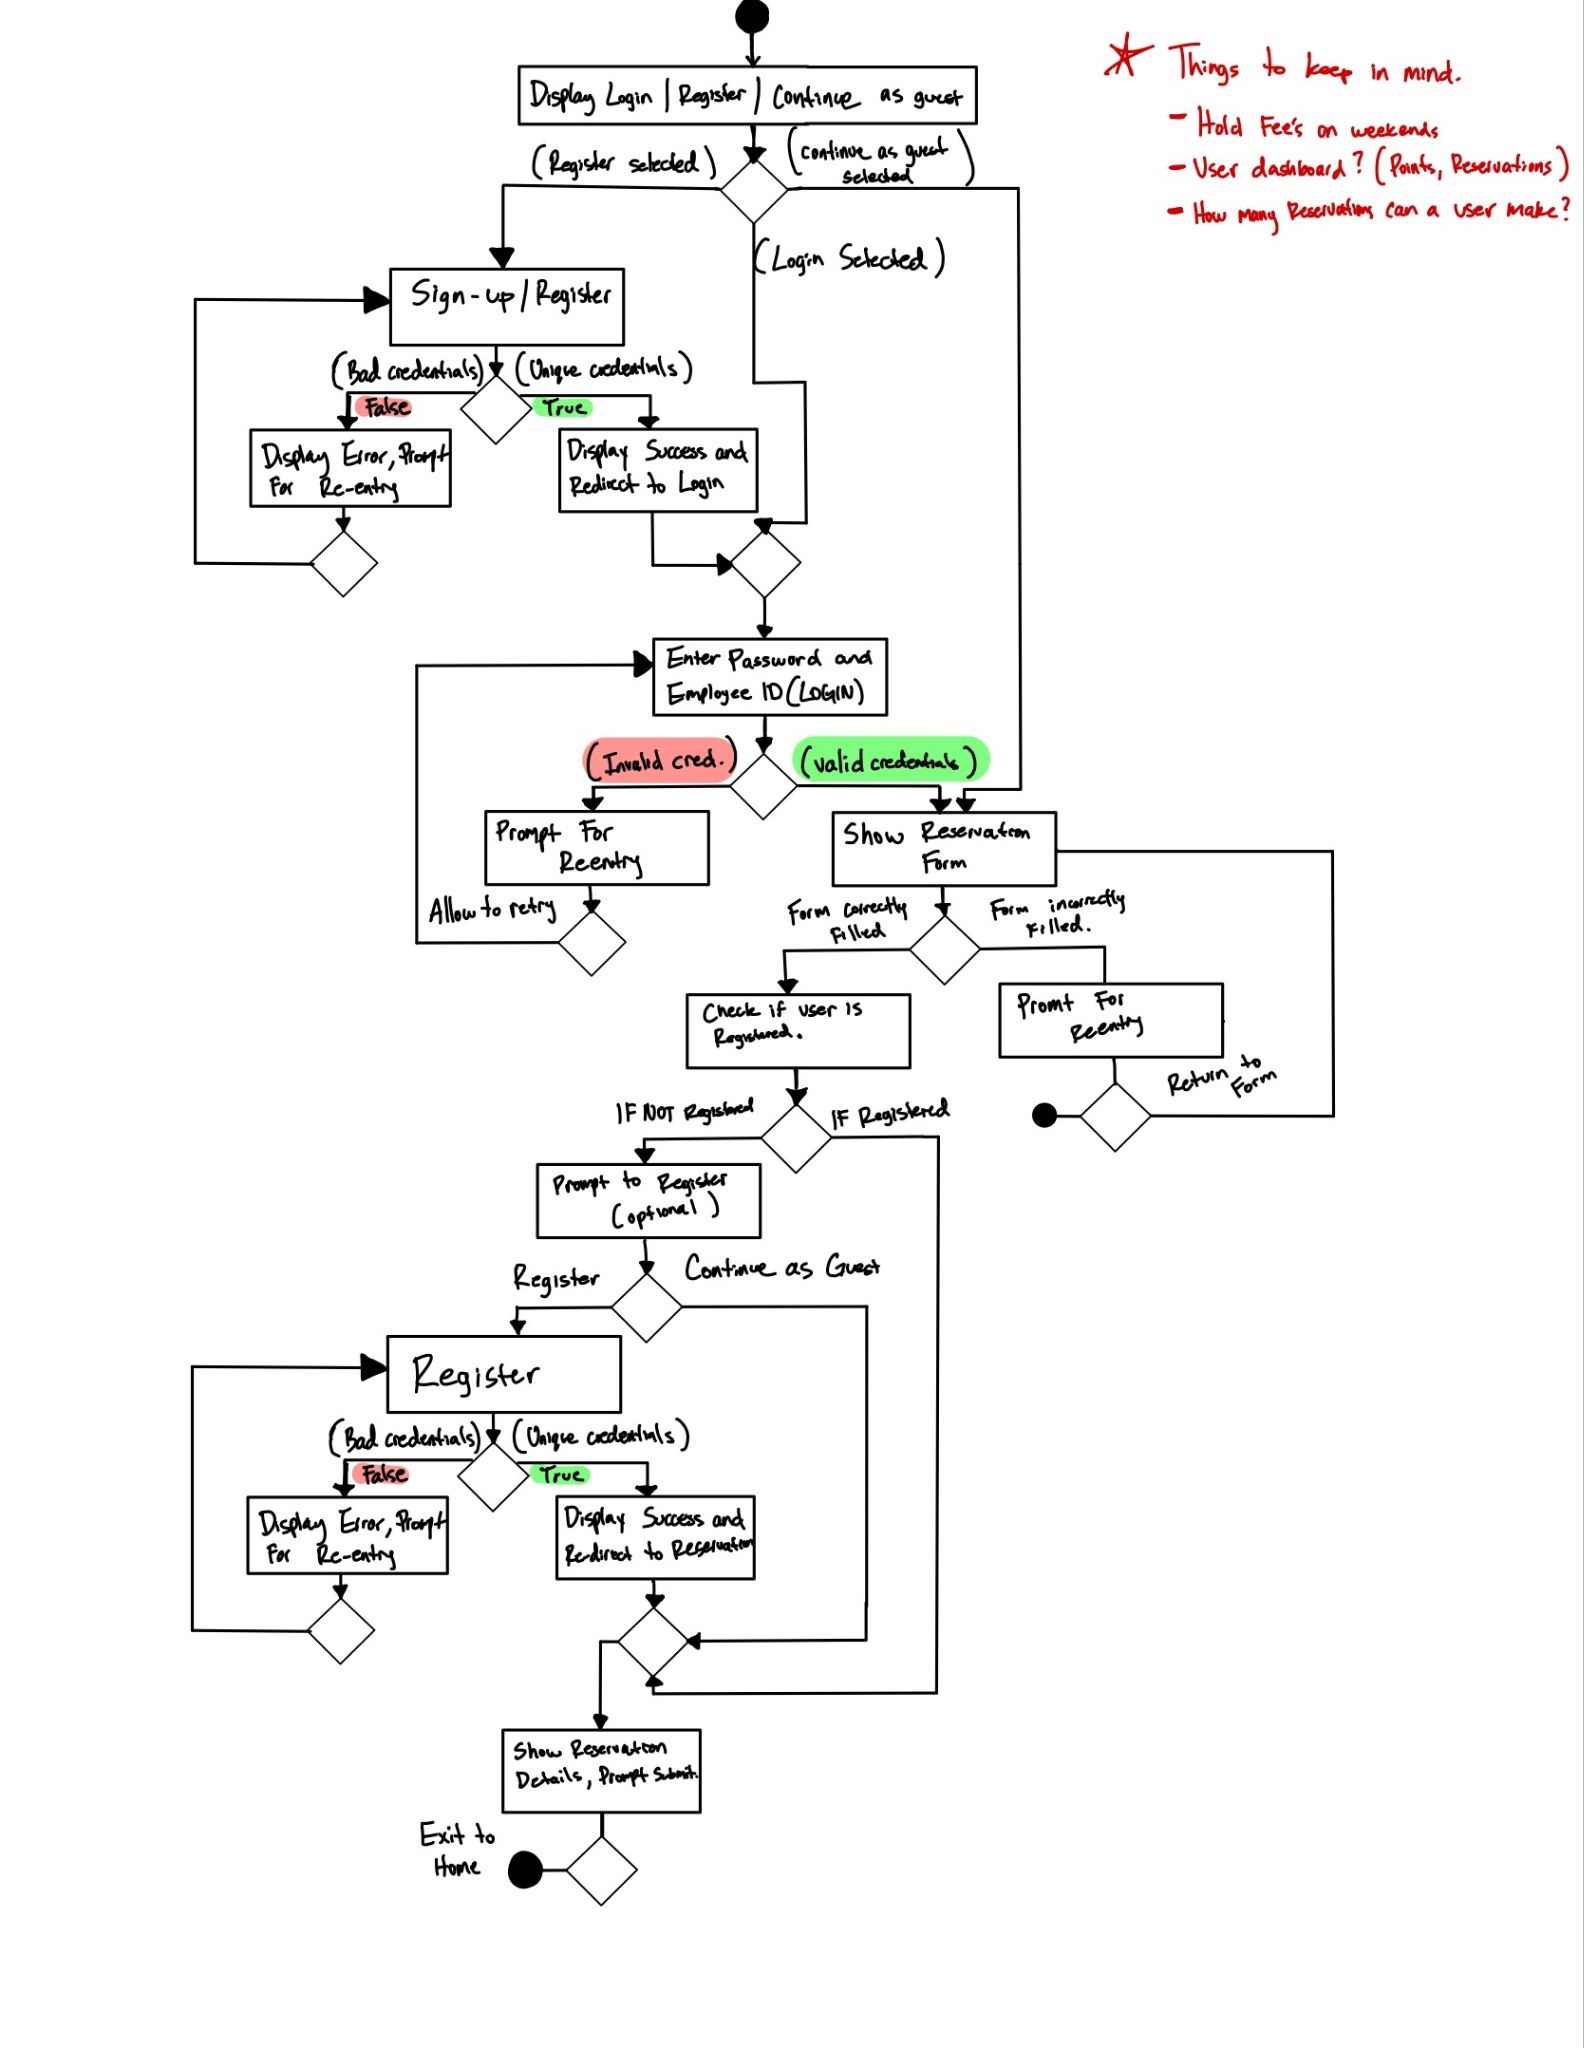 Display Login | Register / Continue as guest
* Things to keep in mind.
- Hold Fee's on weekends
- User dashboard? (Points, Reservations)
- How many Reservations can a user make?
(Register selected)
(continue as guest
selected
(Login Selected)
Sign-up/Register
(Bad credentials)
(Unique credentials)
False
True
Display Error, Prompt
For Re-entry
Display Success and
Redirect to Login
Enter Password and
Employee ID (LOGIN)
(Invalid cred.)
(valid credentials)
Prompt For
Reentry
Show Reservation
Form
Allow to retry
Form correctly
Filled
Form incorrectly
Filled.
Check if user is
Registered.
Promt For
Reentry
Return to
Form
IF NOT Registered
IF Registered
Prompt to Register
(optional)
Register
Continue as Guest
Register
(Bad credentials)
(Unique credentials)
False
True
Display Error, Prompt
For Re-entry
Display Success and
Re-direct to Reservation
Show Reservation
Details, Prompt Submit.
Exit to
Home